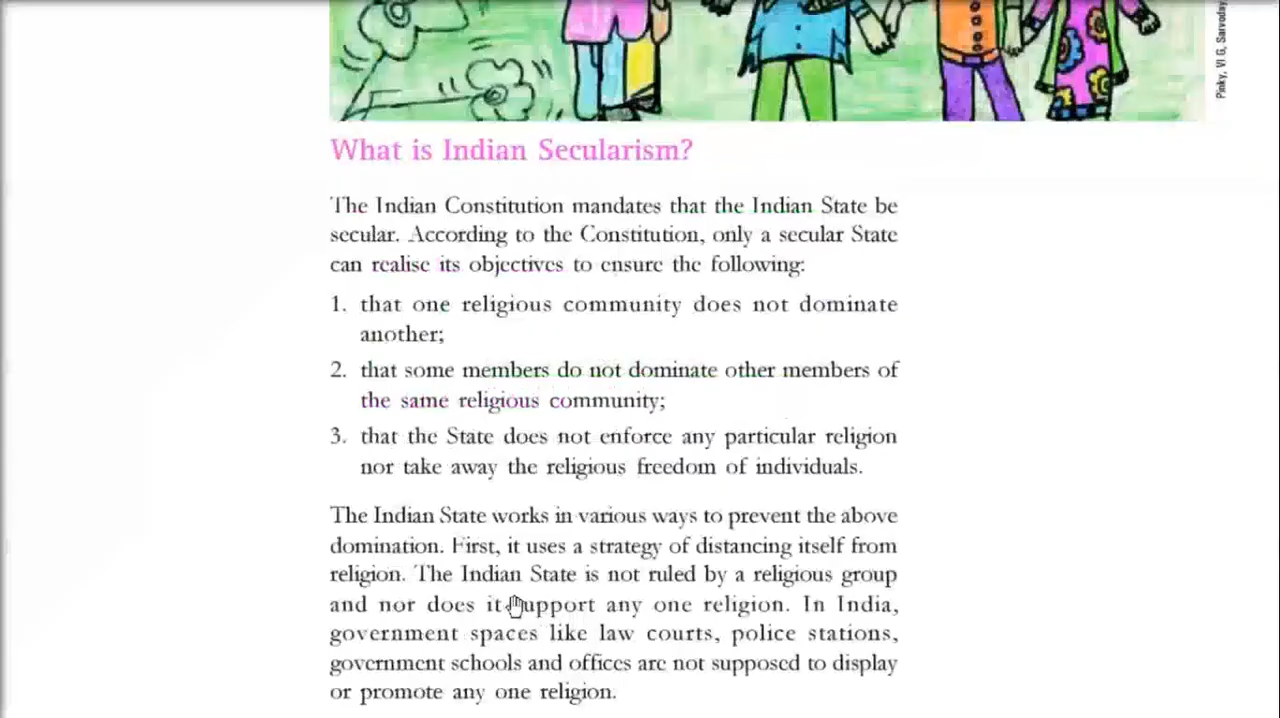 Pinky, VI G, Sarvoday
What is Indian Secularism?
The Indian Constitution mandates that the Indian State be
secular. According to the Constitution, only a secular State
can realise its objectives to ensure the following:
1. that one religious community does not dominate
another;
2. that some members do not dominate other members of
the same religious community;
3. that the State does not enforce any particular religion
nor take away the religious freedom of individuals.
The Indian State works in various ways to prevent the above
domination. First, it uses a strategy of distancing itself from
religion. The Indian State is not ruled by a religious group
and nor does it support any one religion. In India,
government spaces like law courts, police stations,
government schools and offices are not supposed to display
or promote any one religion.